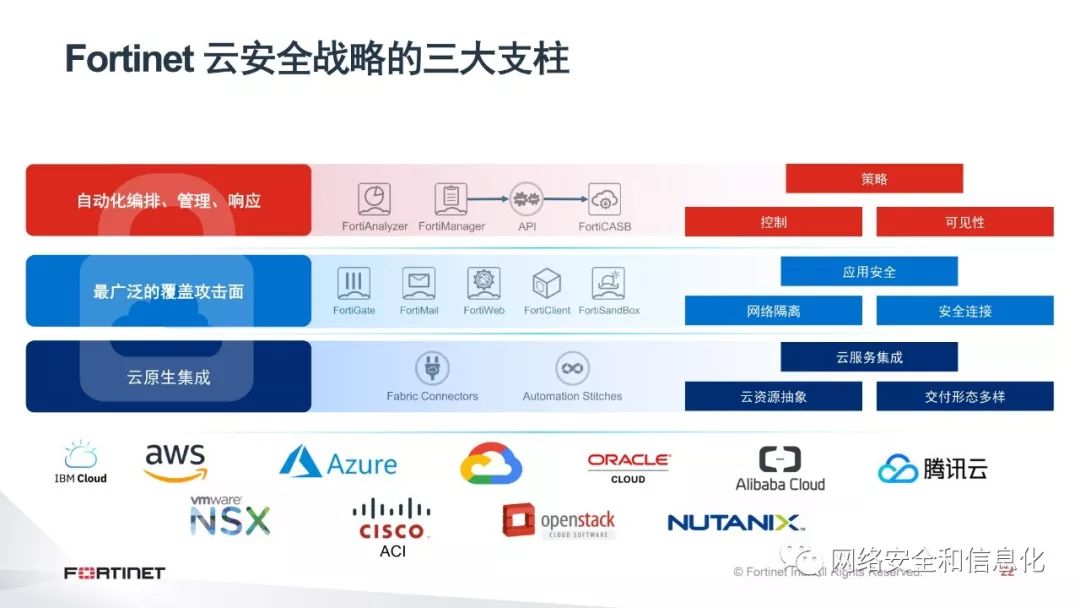 Fortinet 云安全战略的三大支柱
自动化编排、管理、响应
FortiAnalyzer
FortiManager
API
FortiCASB
策略
控制
可见性
最广泛的覆盖攻击面
FortiGate
FortiMail
FortiWeb
FortiClient
FortiSandBox
应用安全
网络隔离
安全连接
云原生集成
Fabric Connectors
Automation Stitches
云服务集成
云资源抽象
交付形态多样
IBM Cloud
aws
Azure
ORACLE
CLOUD
Alibaba Cloud
腾讯云
vmware
NSX
CISCO
ACI
openstack
CLOUD SOFTWARE
NUTANIX
FORTINET
© Fortinet Inc. All Rights Reserved.
22
网络安全和信息化